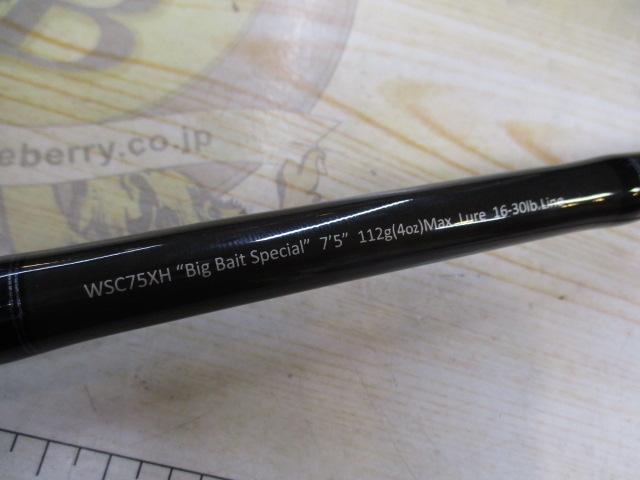 B
eberry.co.jp
WSC75XH “Big Bait Special” 7'5” 112g(4oz)Max Lure 16-30lb.Line